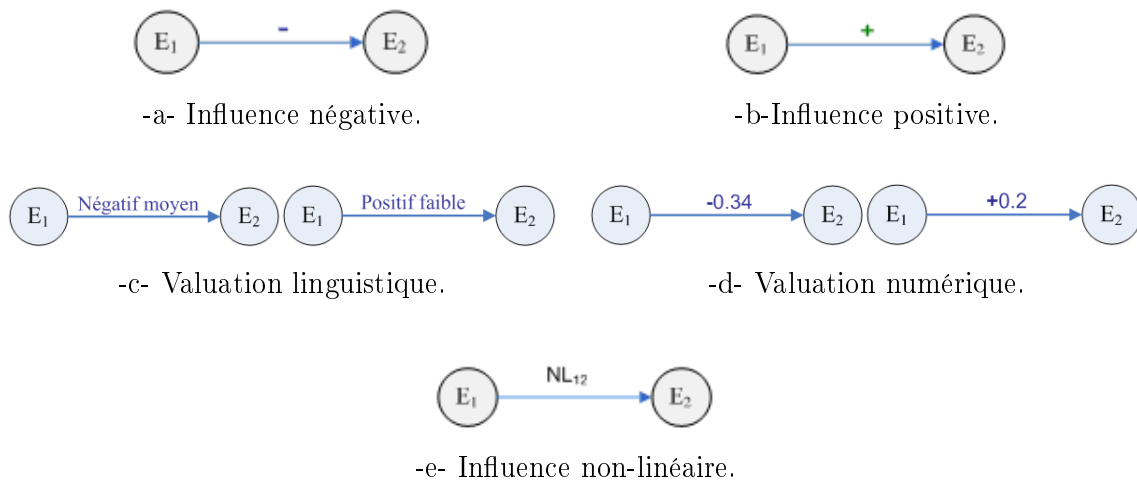 E₁ - E₂
E₁ + E₂
-a- Influence négative.
-b-Influence positive.
E₁ Négatif moyen E₂ E₁ Positif faible E₂
E₁ -0.34 E₂ E₁ +0.2 E₂
-c- Valuation linguistique.
-d- Valuation numérique.
E₁ NL₁₂ E₂
-e- Influence non-linéaire.